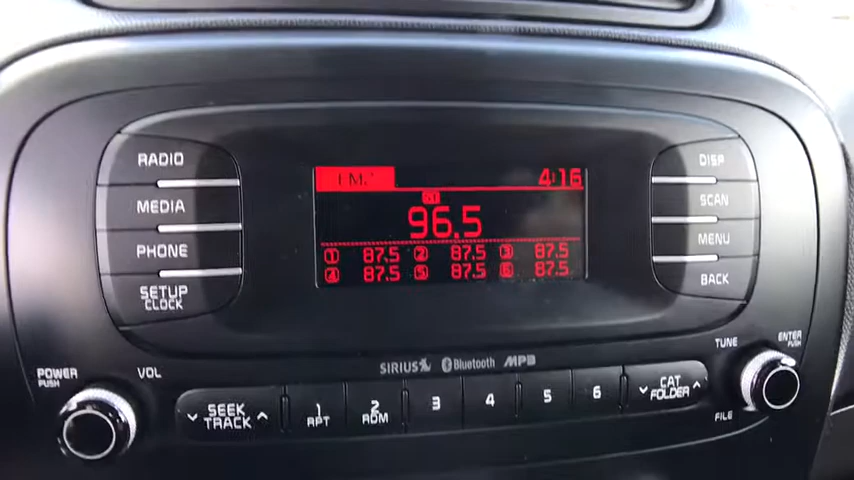 RADIO
MEDIA
PHONE
SETUP
CLOCK
FM
4:16
96.5
1 87.5 2 87.5 3 87.5
4 87.5 5 87.5 6 87.5
DISP
SCAN
MENU
BACK
POWER
PUSH
VOL
SIRIUS Bluetooth MP3
TUNE
ENTER
PUSH
SEEK
TRACK
1
RPT
2
RDM
3
4
5
6
CAT
FOLDER
FILE